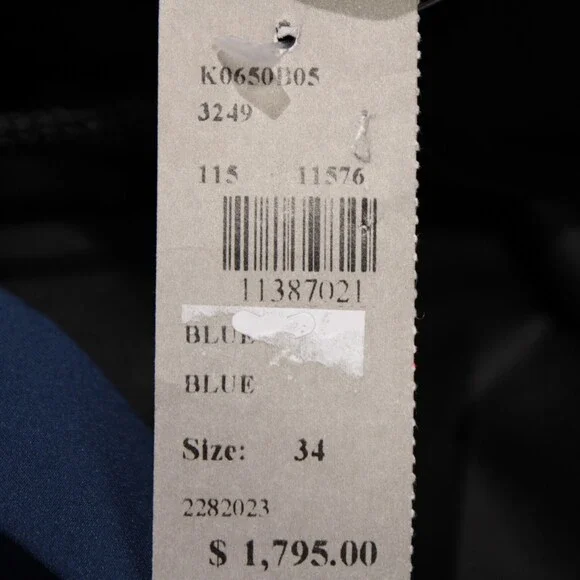 K0650B05
3249
115 11576
11387021
BLUE
BLUE
Size: 34
2282023
$ 1,795.00